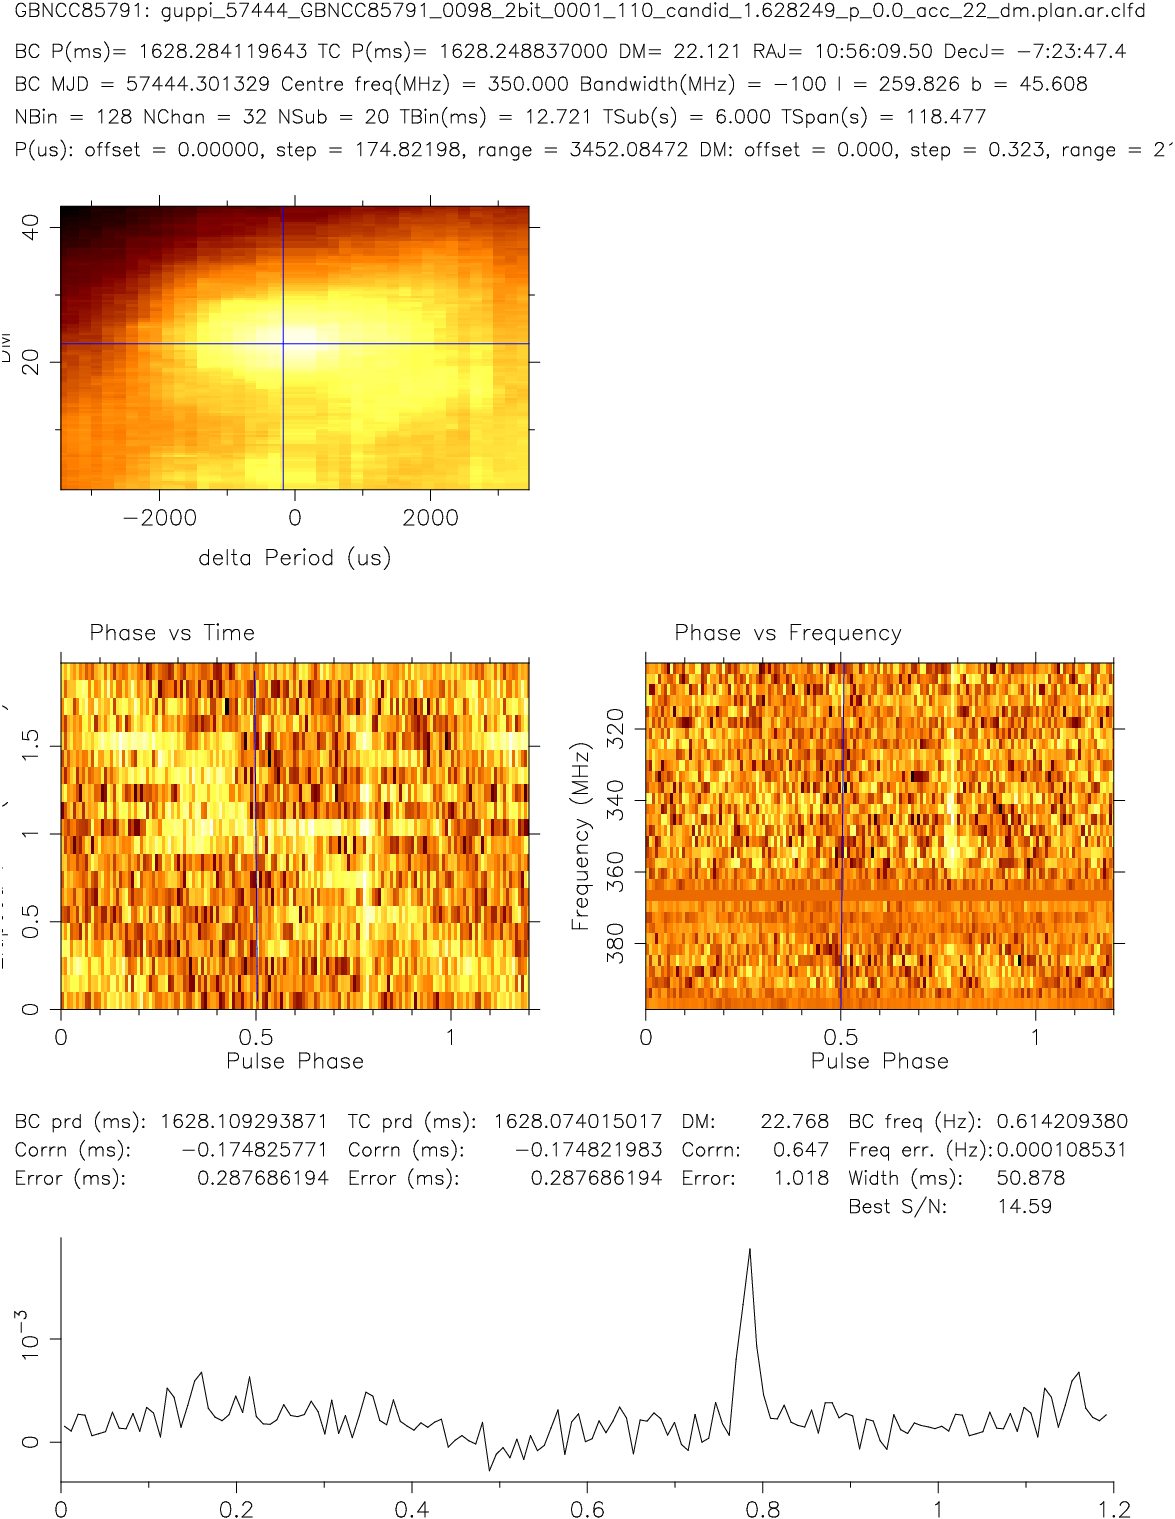 GBNCC85791: guppi_57444_GBNCC85791_0098_2bit_0001_110_candid_1.628249_p_0.0_acc_22_dm.plan.ar.clfd
BC P(ms)= 1628.284119643 TC P(ms)= 1628.248837000 DM= 22.121 RAJ= 10:56:09.50 DecJ= −7:23:47.4
BC MJD = 57444.301329 Centre freq(MHz) = 350.000 Bandwidth(MHz) = −100 l = 259.826 b = 45.608
NBin = 128 NChan = 32 NSub = 20 TBin(ms) = 12.721 TSub(s) = 6.000 TSpan(s) = 118.477
P(us): offset = 0.00000, step = 174.82198, range = 3452.08472 DM: offset = 0.000, step = 0.323, range =
40
20
DM
−2000 0 2000
delta Period (us)
Phase vs Time
1.5
1
0.5
0
0 0.5 1
Pulse Phase
Phase vs Frequency
320
340
360
380
Frequency (MHz)
0 0.5 1
Pulse Phase
BC prd (ms): 1628.109293871 TC prd (ms): 1628.074015017 DM: 22.768 BC freq (Hz): 0.614209380
Corrn (ms): −0.174825771 Corrn (ms): −0.174821983 Corrn: 0.647 Freq err. (Hz): 0.000108531
Error (ms): 0.287686194 Error (ms): 0.287686194 Error: 1.018 Width (ms): 50.878
Best S/N: 14.59
10−3
0
0 0.2 0.4 0.6 0.8 1 1.2